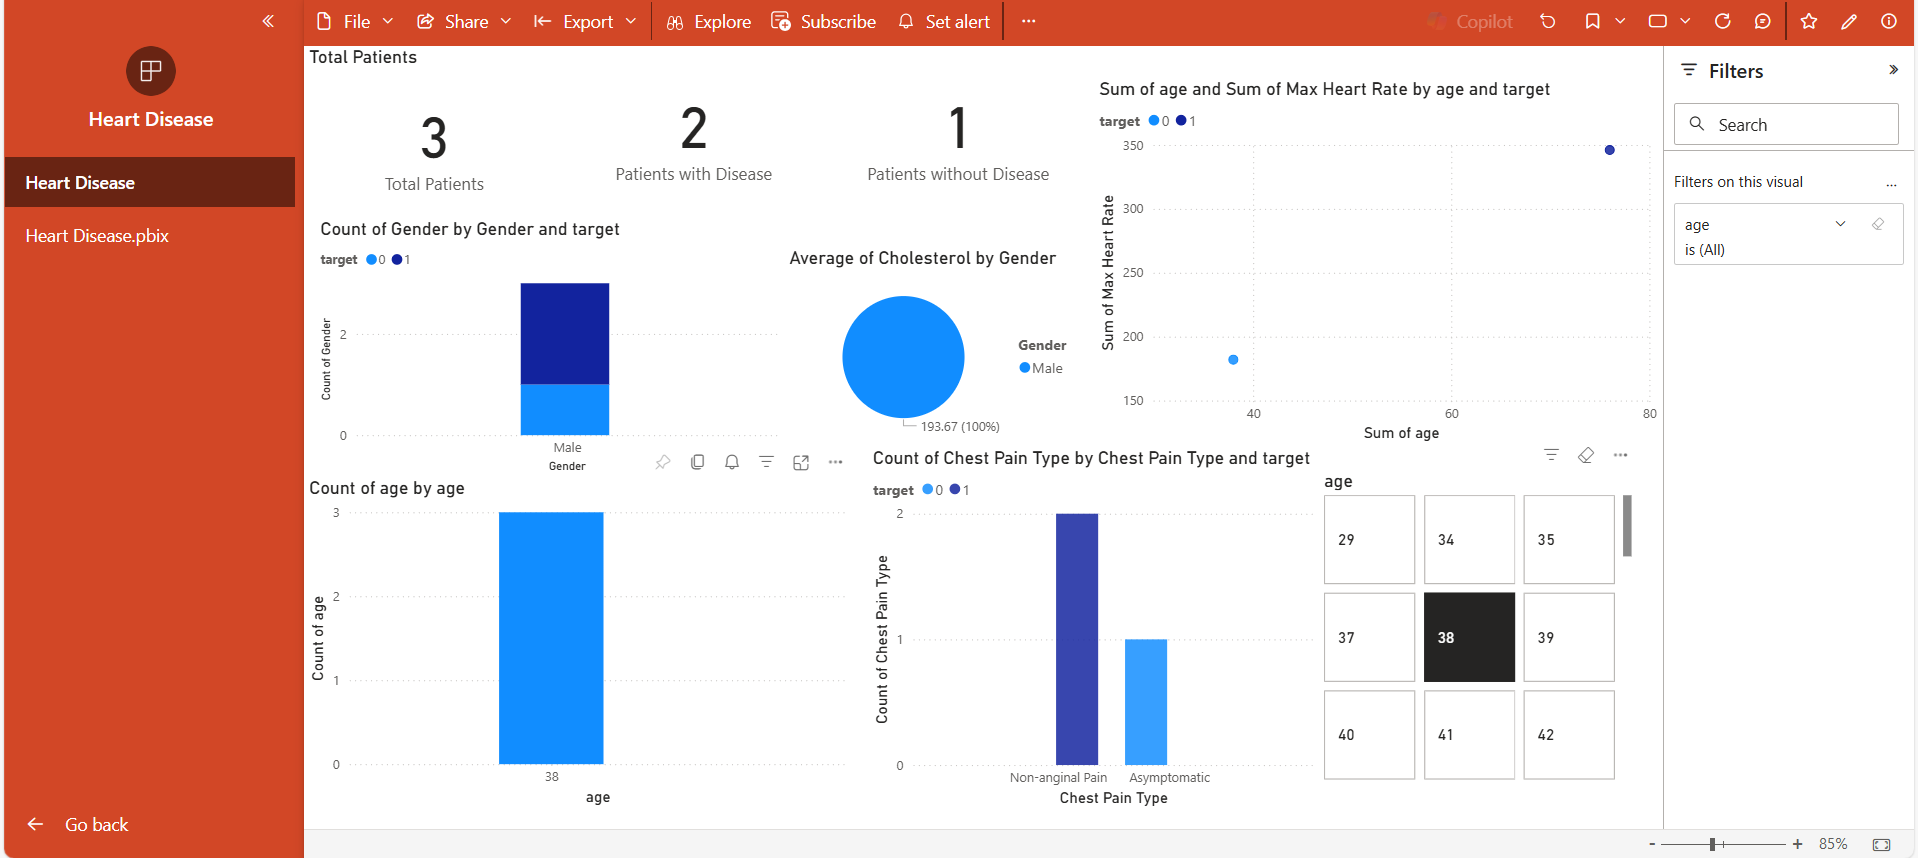 File
Share
Export
Explore
Subscribe
Set alert
...
Copilot
Heart Disease
Heart Disease
Heart Disease.pbix
Go back
Total Patients
3
Total Patients
2
Patients with Disease
1
Patients without Disease
Sum of age and Sum of Max Heart Rate by age and target
target 0 1
350
300
250
200
150
Sum of Max Heart Rate
40 60 80
Sum of age
Count of Gender by Gender and target
target 0 1
2
0
Count of Gender
Male
Gender
Average of Cholesterol by Gender
Gender
Male
193.67 (100%)
Count of age by age
3
2
1
0
Count of age
38
age
Count of Chest Pain Type by Chest Pain Type and target
target 0 1
2
1
0
Count of Chest Pain Type
Non-anginal Pain Asymptomatic
Chest Pain Type
age
29 34 35
37 38 39
40 41 42
Filters
Search
Filters on this visual
...
age
is (All)
- + 85%